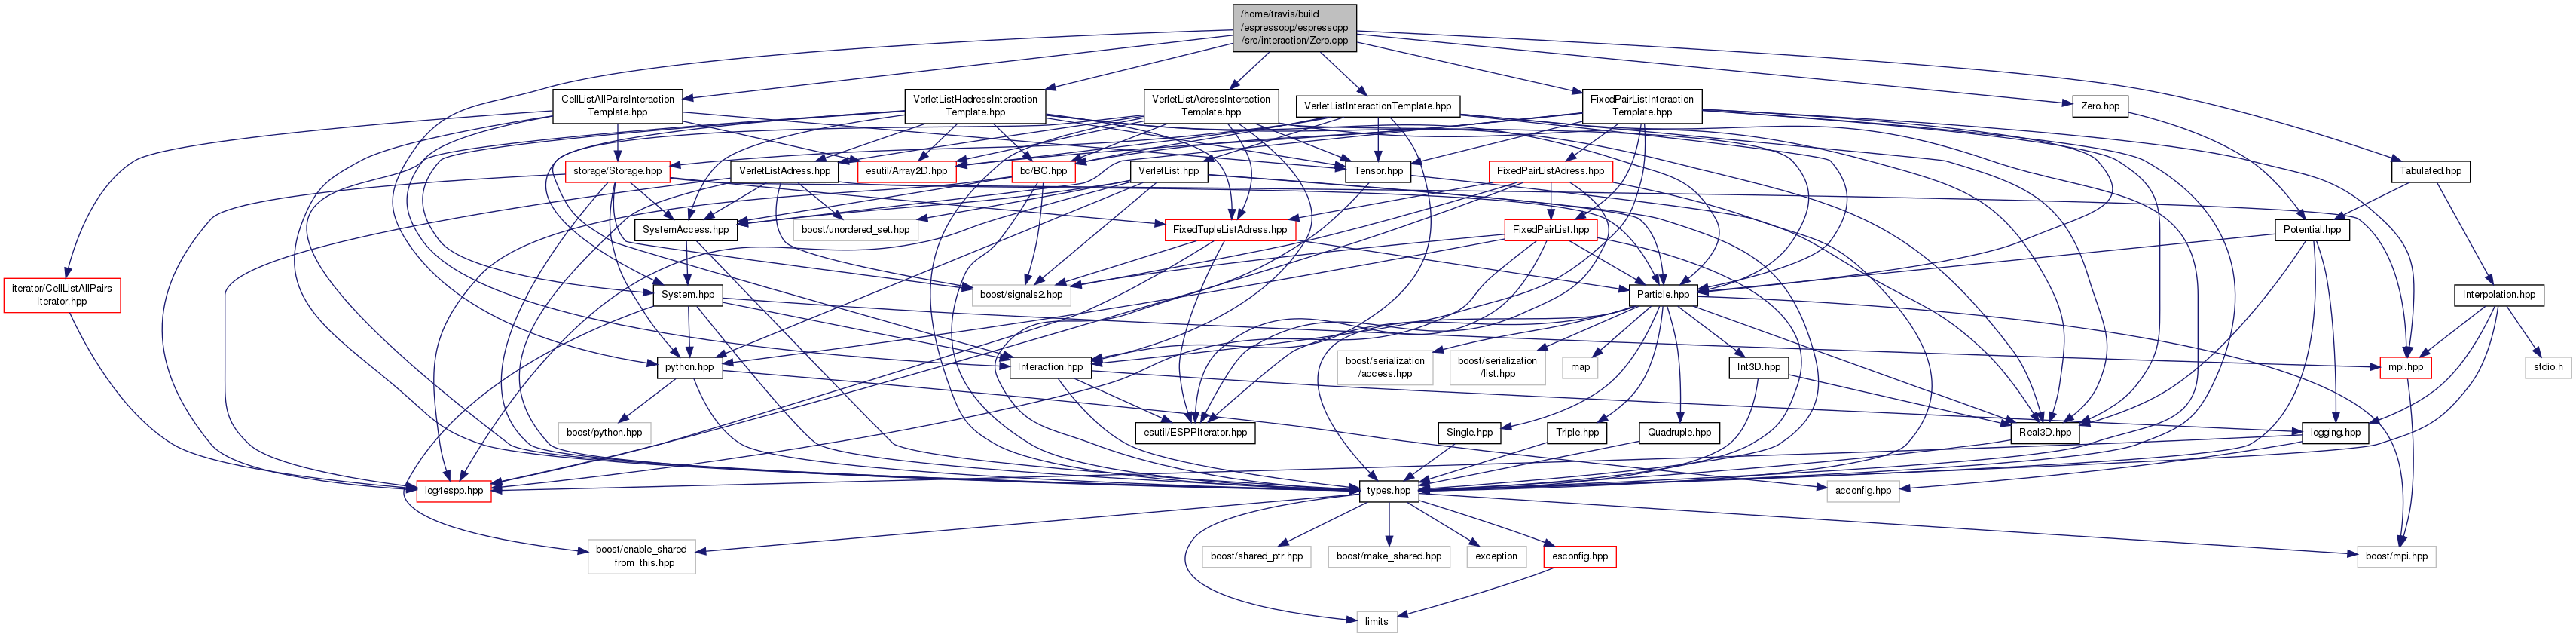 /home/travis/build
/espressopp/espressopp
/src/interaction/Zero.cpp
CellListAllPairsInteraction
Template.hpp
VerletListHadressInteraction
Template.hpp
VerletListAdressInteraction
Template.hpp
VerletListInteractionTemplate.hpp
FixedPairListInteraction
Template.hpp
Zero.hpp
storage/Storage.hpp
VerletListAdress.hpp
esutil/Array2D.hpp
bc/BC.hpp
VerletList.hpp
Tensor.hpp
FixedPairListAdress.hpp
Tabulated.hpp
SystemAccess.hpp
boost/unordered_set.hpp
FixedTupleListAdress.hpp
FixedPairList.hpp
Potential.hpp
iterator/CellListAllPairs
Iterator.hpp
System.hpp
boost/signals2.hpp
Particle.hpp
Interpolation.hpp
python.hpp
Interaction.hpp
boost/serialization
/access.hpp
boost/serialization
/list.hpp
map
Int3D.hpp
mpi.hpp
stdio.h
boost/python.hpp
esutil/ESPPIterator.hpp
Single.hpp
Triple.hpp
Quadruple.hpp
Real3D.hpp
logging.hpp
log4espp.hpp
types.hpp
acconfig.hpp
boost/enable_shared
_from_this.hpp
boost/shared_ptr.hpp
boost/make_shared.hpp
exception
esconfig.hpp
boost/mpi.hpp
limits